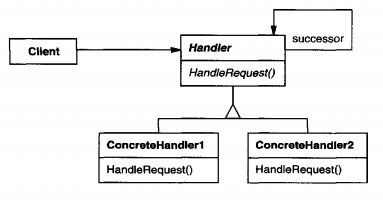 Client
Handler
successor
HandleRequest()
ConcreteHandler1
HandleRequest()
ConcreteHandler2
HandleRequest()